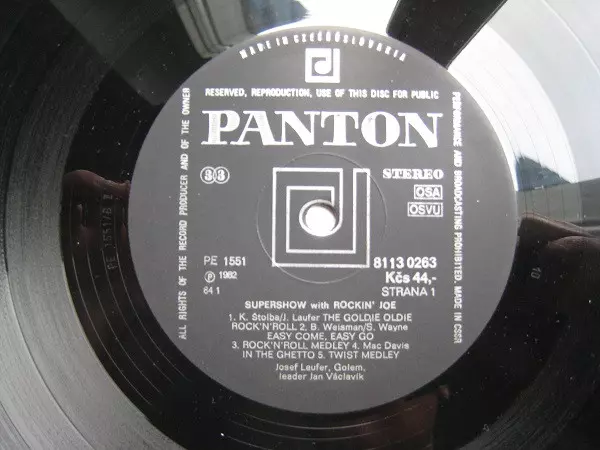 MADE IN CZECHOSLOVAKIA
RESERVED, REPRODUCTION, USE OF THIS DISC FOR PUBLIC
PERFORMANCE AND BROADCASTING PROHIBITED. MADE IN CSSR
ALL RIGHTS OF THE RECORD PRODUCER AND OF THE OWNER
PANTON
33
STEREO
OSA
OSVU
PE 1551
8113 0263
Ⓟ 1982
Kčs 44,-
84 1
STRANA 1
SUPERSHOW with ROCKIN' JOE
1. K. Stolba/J. Laufer THE GOLDIE OLDIE
ROCK'N'ROLL 2. B. Weisman/S. Wayne
EASY COME, EASY GO
3. ROCK'N'ROLL MEDLEY 4. Mac Davis
IN THE GHETTO 5. TWIST MEDLEY
Josef Laufer, Golem,
leader Jan Václavík